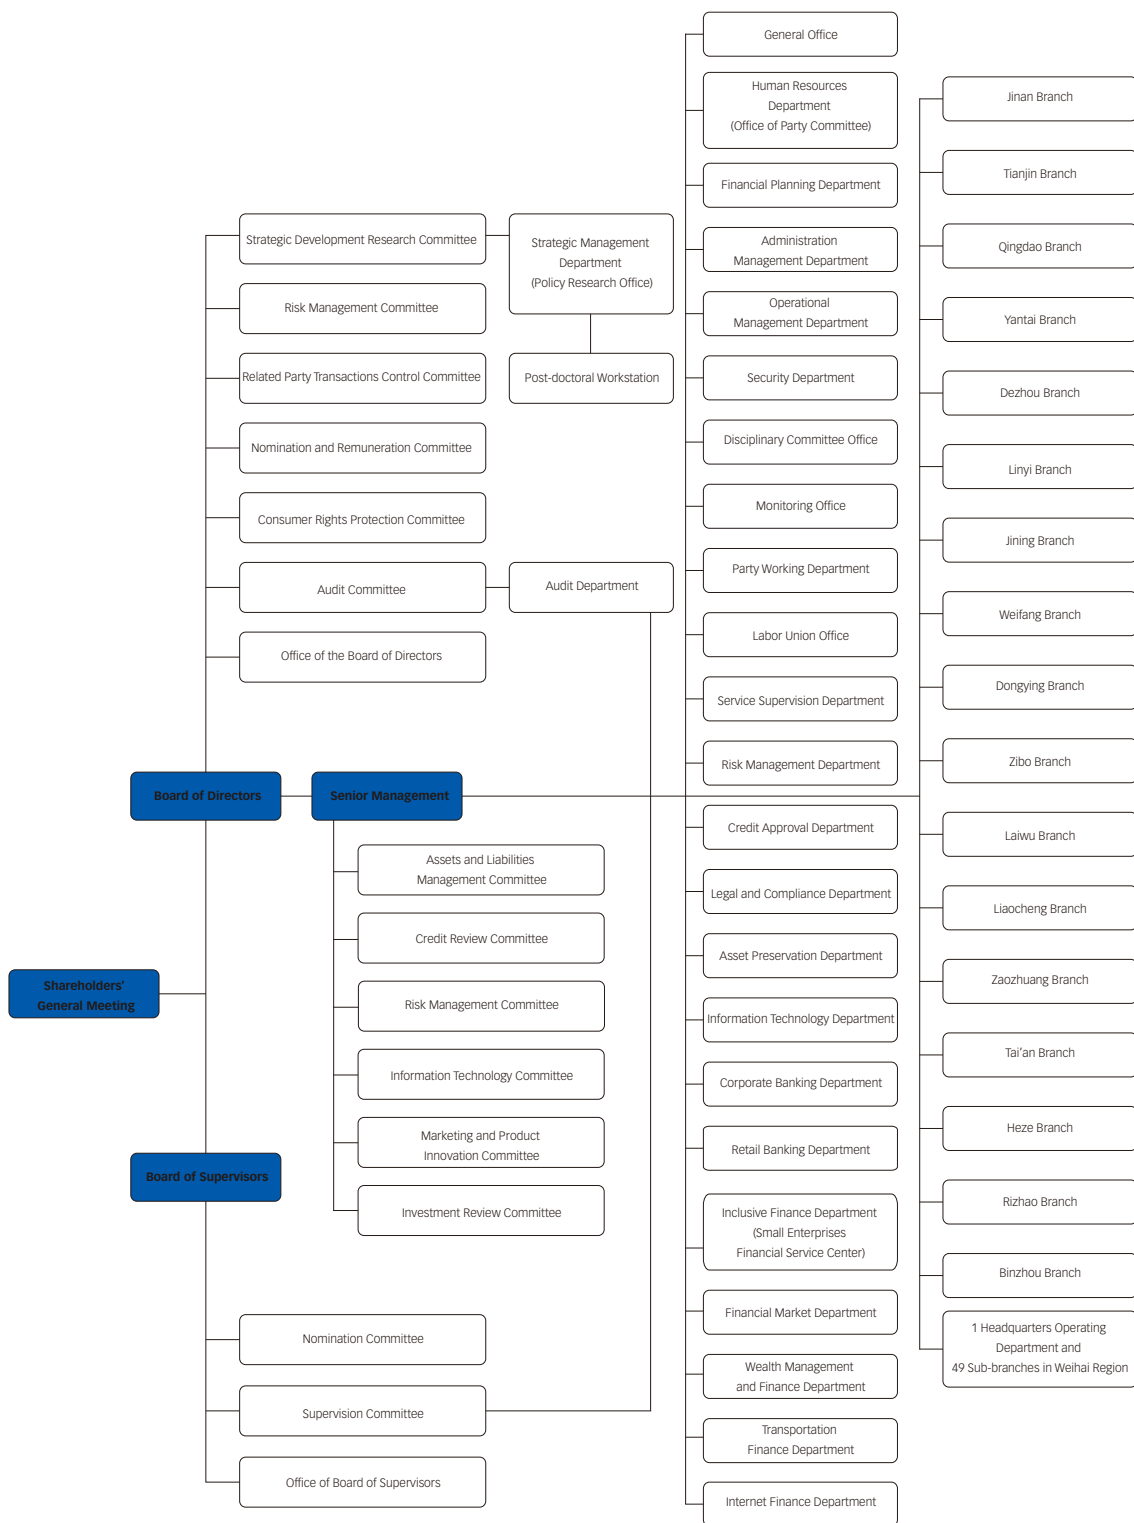 Shareholders'
General Meeting
Board of Directors
Board of Supervisors
Senior Management
Strategic Development Research Committee
Risk Management Committee
Related Party Transactions Control Committee
Nomination and Remuneration Committee
Consumer Rights Protection Committee
Audit Committee
Office of the Board of Directors
Strategic Management
Department
(Policy Research Office)
Post-doctoral Workstation
Audit Department
Assets and Liabilities
Management Committee
Credit Review Committee
Risk Management Committee
Information Technology Committee
Marketing and Product
Innovation Committee
Investment Review Committee
Nomination Committee
Supervision Committee
Office of Board of Supervisors
General Office
Human Resources
Department
(Office of Party Committee)
Financial Planning Department
Administration
Management Department
Operational
Management Department
Security Department
Disciplinary Committee Office
Monitoring Office
Party Working Department
Labor Union Office
Service Supervision Department
Risk Management Department
Credit Approval Department
Legal and Compliance Department
Asset Preservation Department
Information Technology Department
Corporate Banking Department
Retail Banking Department
Inclusive Finance Department
(Small Enterprises
Financial Service Center)
Financial Market Department
Wealth Management
and Finance Department
Transportation
Finance Department
Internet Finance Department
Jinan Branch
Tianjin Branch
Qingdao Branch
Yantai Branch
Dezhou Branch
Linyi Branch
Jining Branch
Weifang Branch
Dongying Branch
Zibo Branch
Laiwu Branch
Liaocheng Branch
Zaozhuang Branch
Tai'an Branch
Heze Branch
Rizhao Branch
Binzhou Branch
1 Headquarters Operating
Department and
49 Sub-branches in Weihai Region